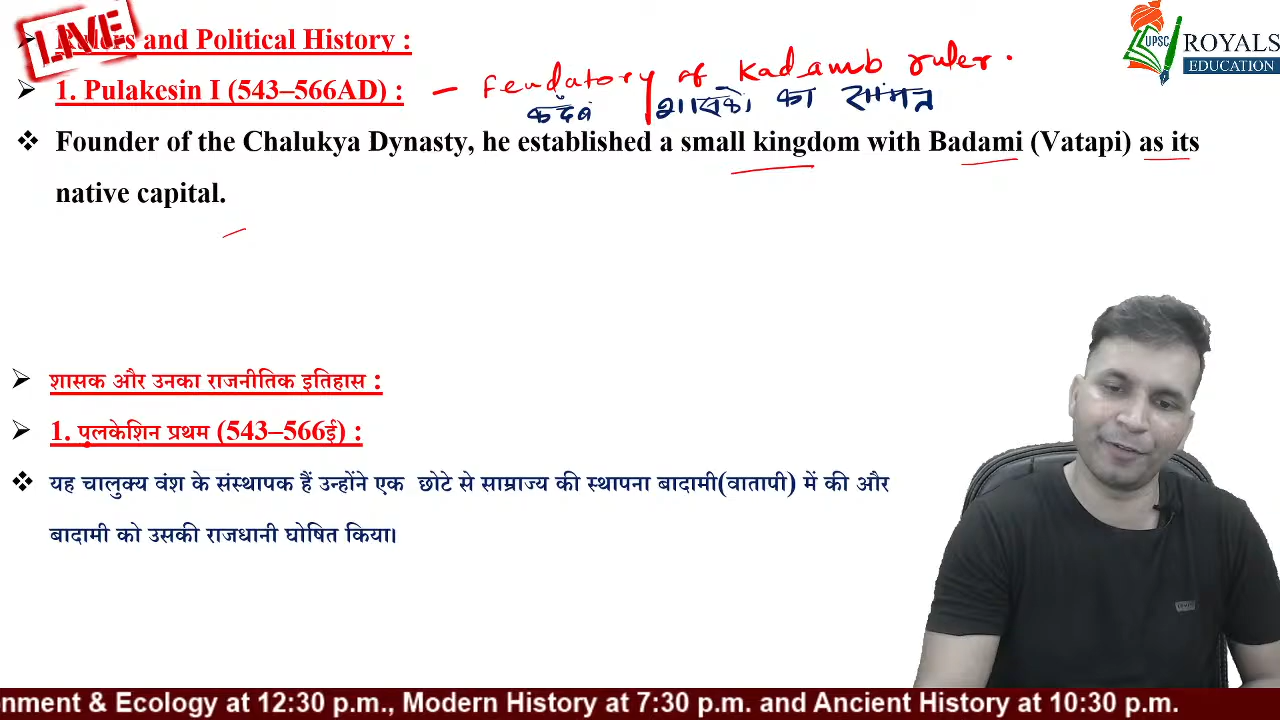 LIVE
Rulers and Political History :
UPSC ROYALS EDUCATION
1. Pulakesin I (543–566AD) : – Feudatory of Kadamb ruler.
कदंब शासकों का सामंत
Founder of the Chalukya Dynasty, he established a small kingdom with Badami (Vatapi) as its
native capital.
शासक और उनका राजनीतिक इतिहास :
1. पुलकेशिन प्रथम (543–566ई) :
यह चालुक्य वंश के संस्थापक हैं उन्होंने एक छोटे से साम्राज्य की स्थापना बादामी(वातापी) में की और
बादामी को उसकी राजधानी घोषित किया।
& Ecology at 12:30 p.m., Modern History at 7:30 p.m. and Ancient History at 10:30 p.m.